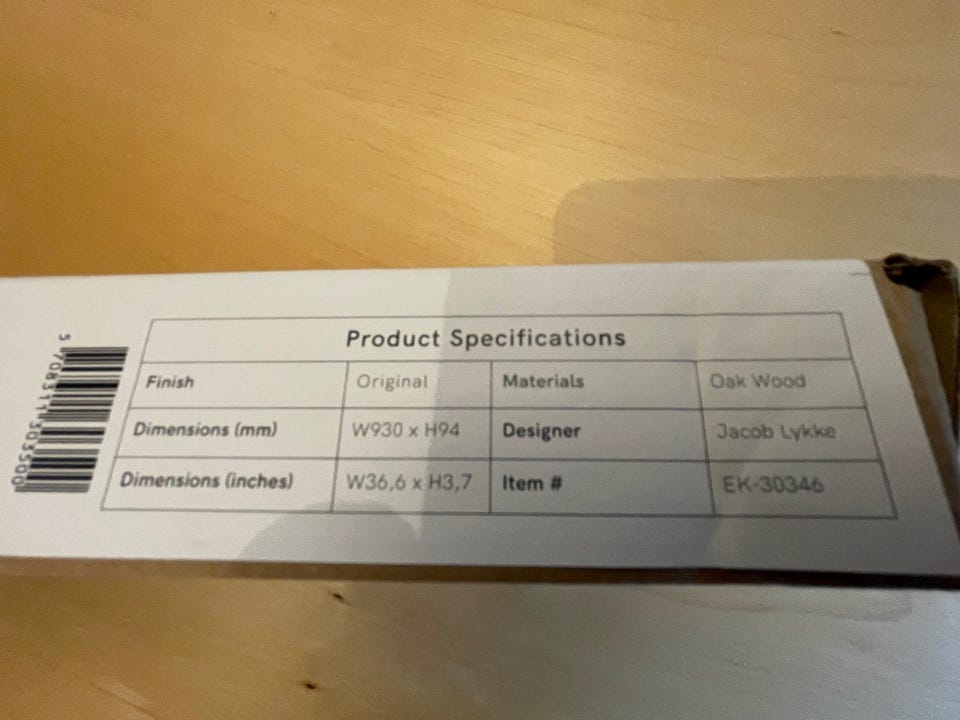 Product Specifications
Finish Original Materials Oak Wood
Dimensions (mm) W930 x H94 Designer Jacob Lykke
Dimensions (inches) W36,6 x H3,7 Item # EK-30346